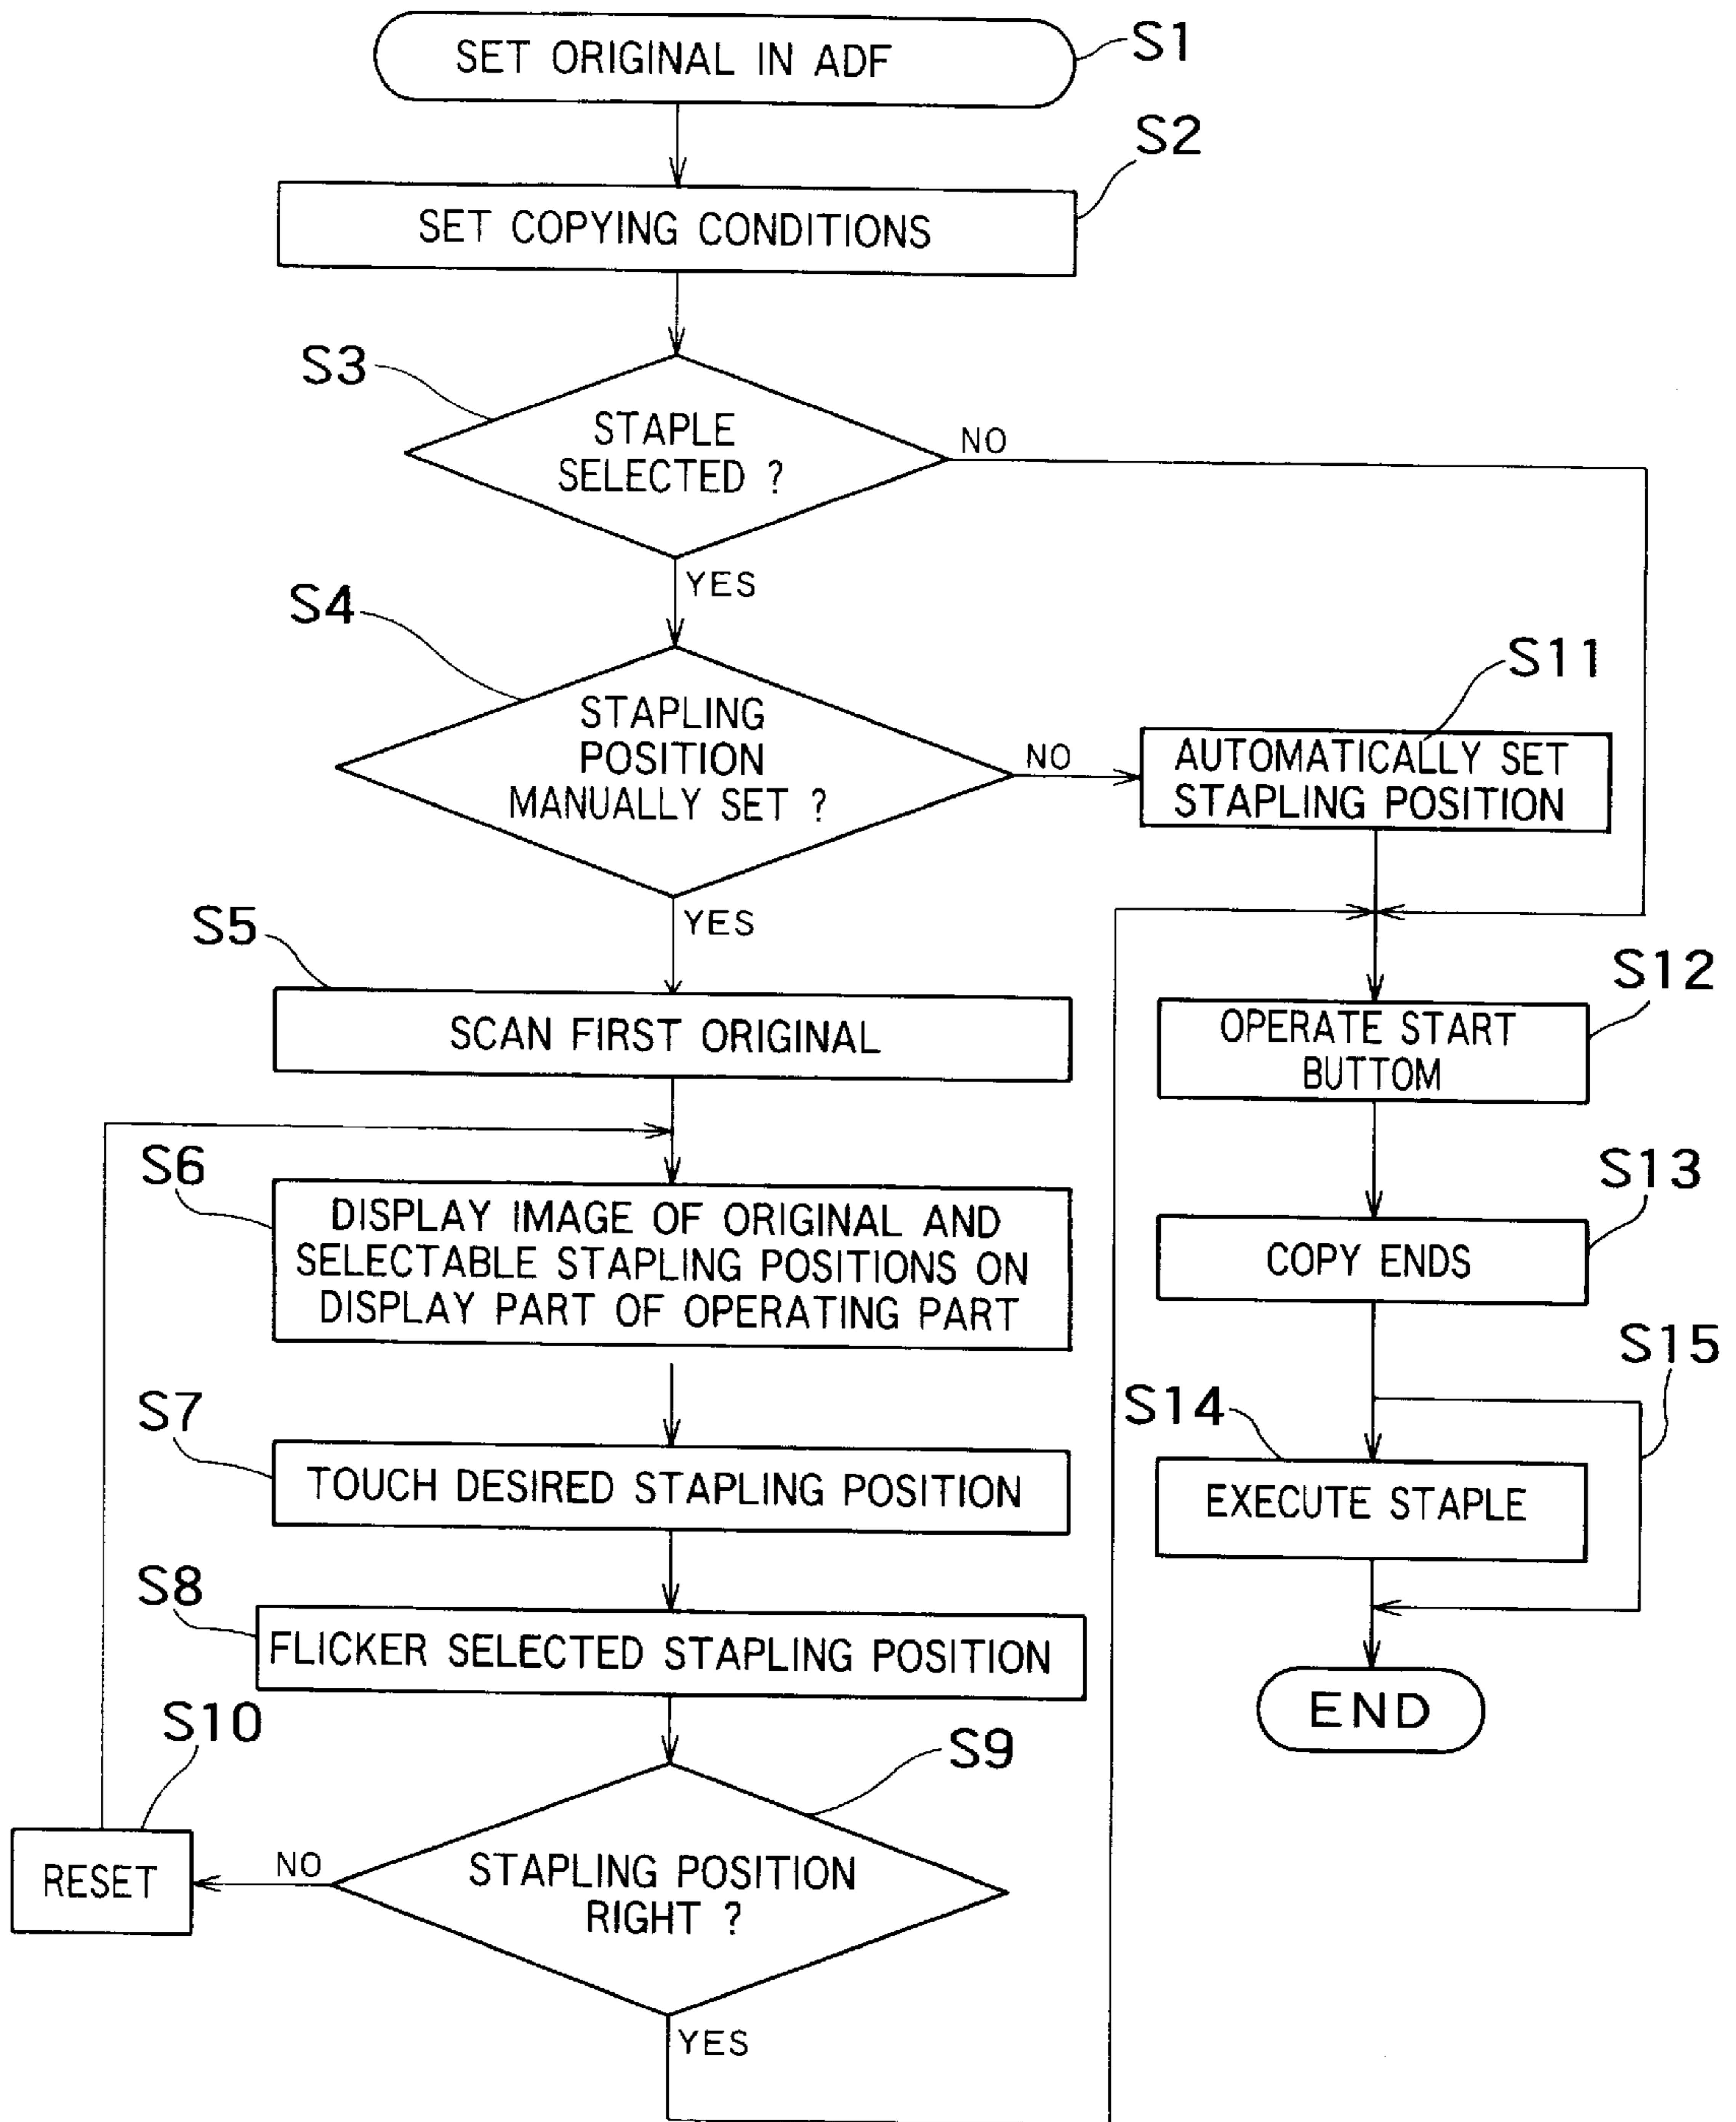 SET ORIGINAL IN ADF
S1
S2
SET COPYING CONDITIONS
S3
STAPLE
SELECTED ?
NO
YES
S4
STAPLING
POSITION
MANUALLY SET ?
NO
S11
AUTOMATICALLY SET
STAPLING POSITION
YES
S5
SCAN FIRST ORIGINAL
S12
OPERATE START
BUTTOM
S6
DISPLAY IMAGE OF ORIGINAL AND
SELECTABLE STAPLING POSITIONS ON
DISPLAY PART OF OPERATING PART
S13
COPY ENDS
S7
TOUCH DESIRED STAPLING POSITION
S14
S15
EXECUTE STAPLE
S8
FLICKER SELECTED STAPLING POSITION
END
S10
RESET
NO
S9
STAPLING POSITION
RIGHT ?
YES